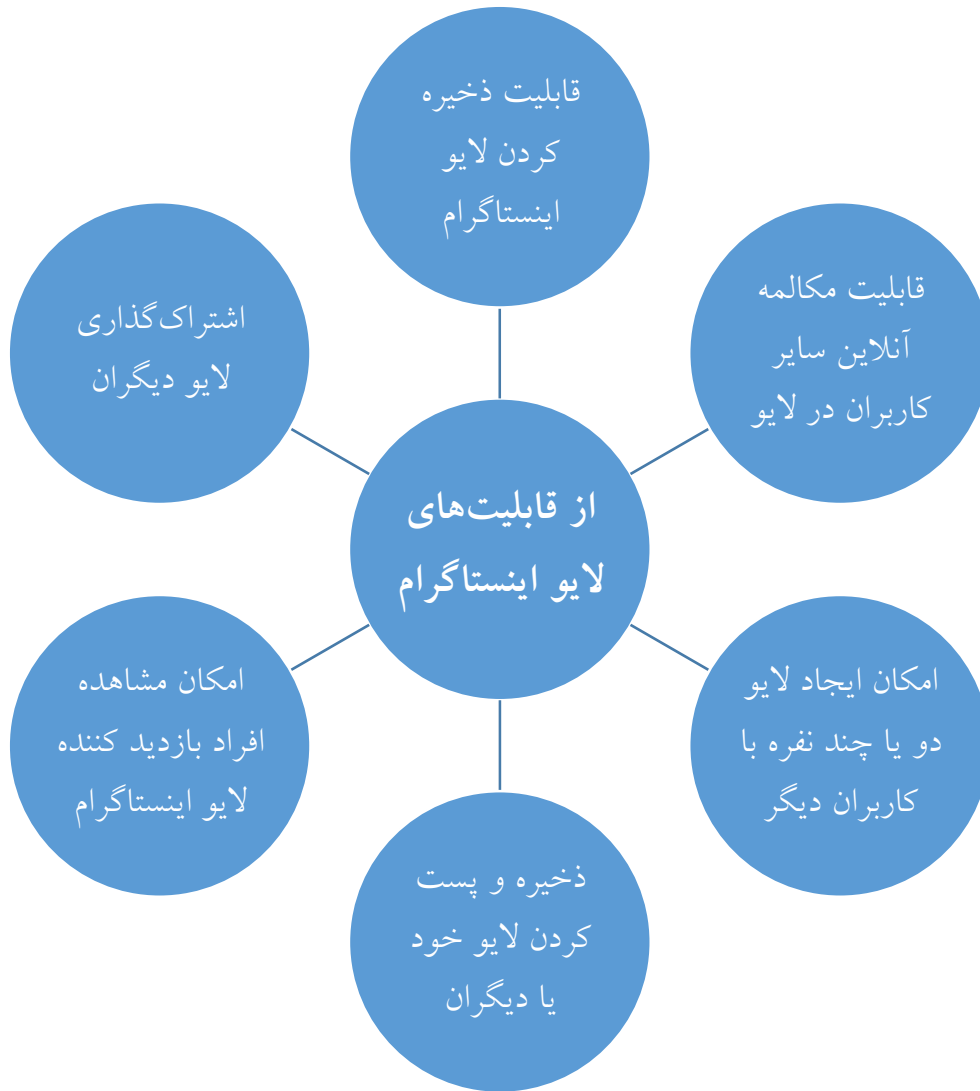 قابلیت ذخیره
کردن لایو
اینستاگرام
قابلیت مکالمه
آنلاین سایر
کاربران در لایو
امکان ایجاد لایو
دو یا چند نفره با
کاربران دیگر
ذخیره و پست
کردن لایو خود
یا دیگران
امکان مشاهده
افراد بازدید کننده
لایو اینستاگرام
اشتراک‌گذاری
لایو دیگران
از قابلیت‌های
لایو اینستاگرام